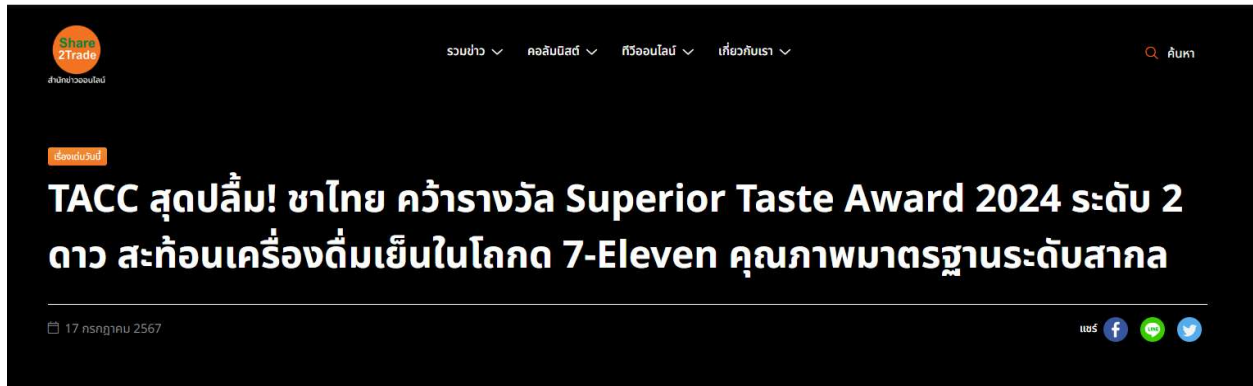 Share
2Trade
สำนักข่าวออนไลน์
รวมข่าว คอลัมนิสต์ ทีวีออนไลน์ เกี่ยวกับเรา ค้นหา
เรื่องเด่นวันนี้
TACC สุดปลื้ม! ชาไทย คว้ารางวัล Superior Taste Award 2024 ระดับ 2
ดาว สะท้อนเครื่องดื่มเย็นในโถกด 7-Eleven คุณภาพมาตรฐานระดับสากล
17 กรกฎาคม 2567 แชร์ LINE